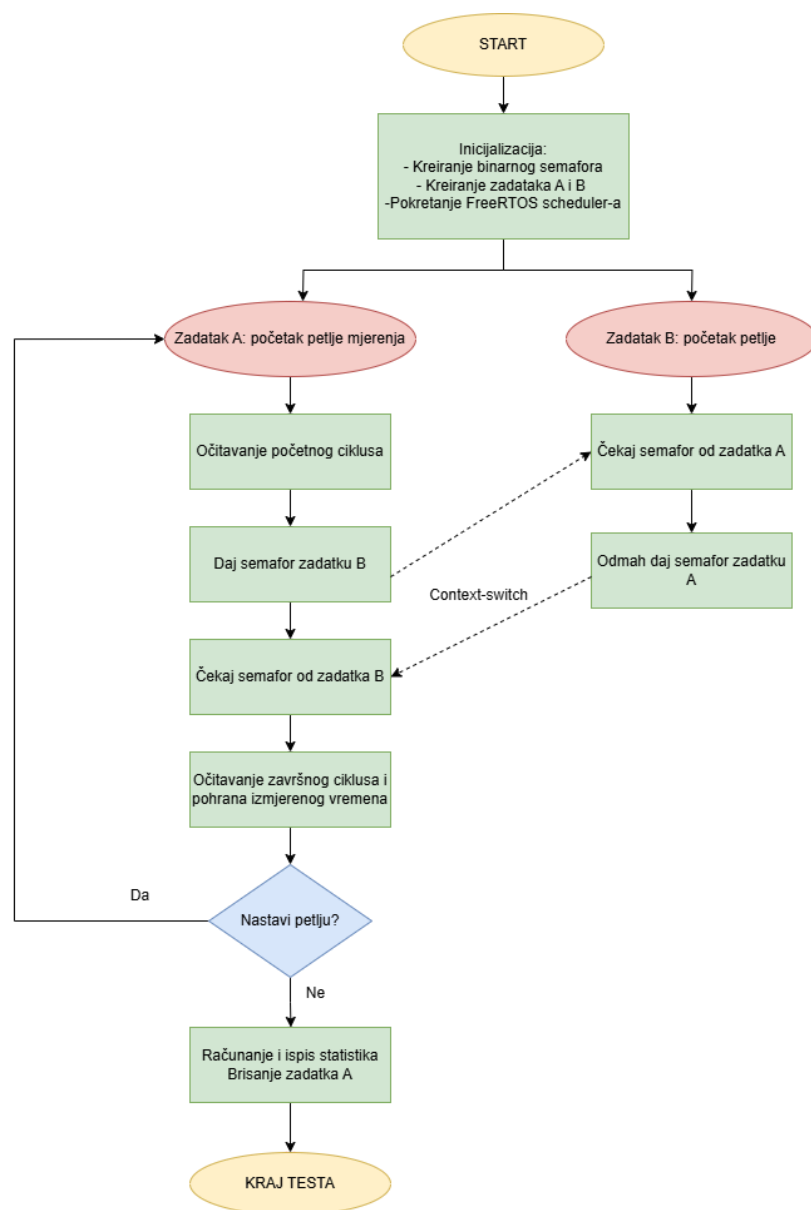 START
Inicijalizacija:
- Kreiranje binarnog semafora
- Kreiranje zadataka A i B
-Pokretanje FreeRTOS scheduler-a
Zadatak A: početak petlje mjerenja
Zadatak B: početak petlje
Očitavanje početnog ciklusa
Čekaj semafor od zadatka A
Daj semafor zadatku B
Odmah daj semafor zadatku
A
Context-switch
Čekaj semafor od zadatka B
Očitavanje završnog ciklusa i
pohrana izmjerenog vremena
Da
Nastavi petlju?
Ne
Računanje i ispis statistika
Brisanje zadatka A
KRAJ TESTA